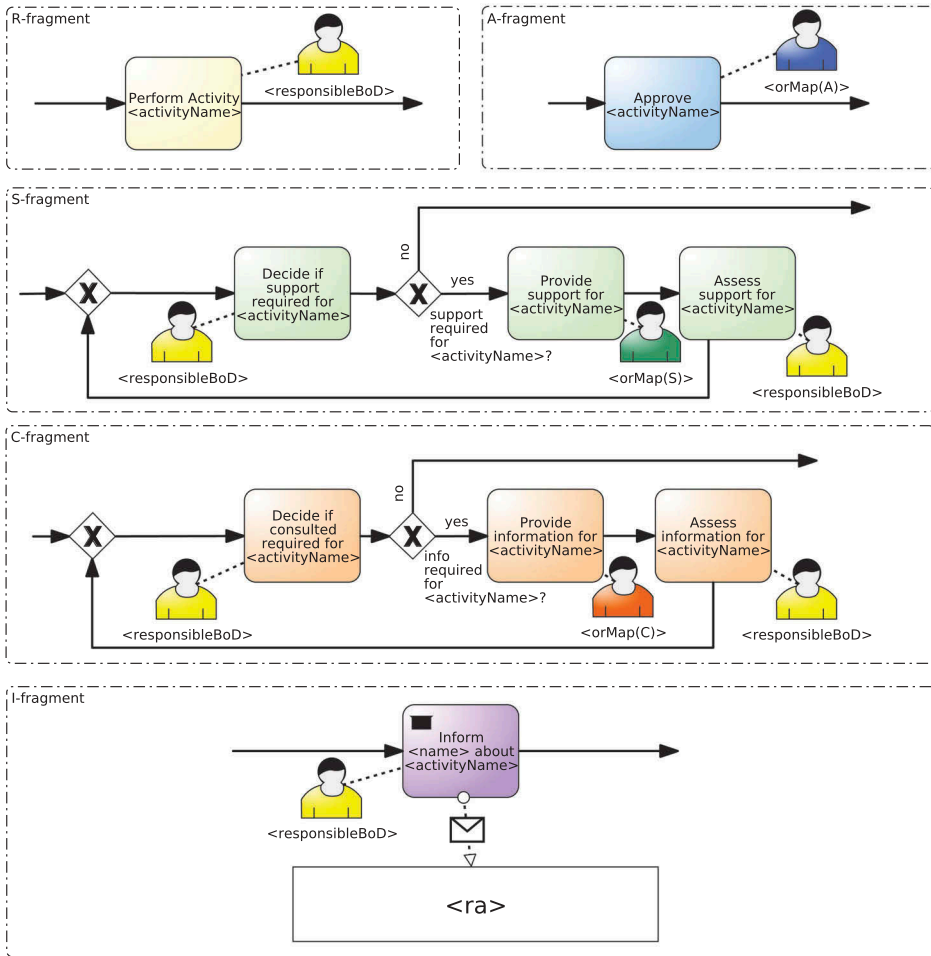 R-fragment
<responsibleBoD>
Perform Activity
<activityName>
A-fragment
<orMap(A)>
Approve
<activityName>
S-fragment
Decide if
support
required for
<activityName>
<responsibleBoD>
X
X
no
yes
support
required
for
<activityName>?
Provide
support for
<activityName>
<orMap(S)>
Assess
support for
<activityName>
<responsibleBoD>
C-fragment
Decide if
consulted
required for
<activityName>
<responsibleBoD>
X
X
no
yes
info
required
for
<activityName>?
Provide
information for
<activityName>
<orMap(C)>
Assess
information for
<activityName>
<responsibleBoD>
I-fragment
Inform
<name> about
<activityName>
<responsibleBoD>
<ra>